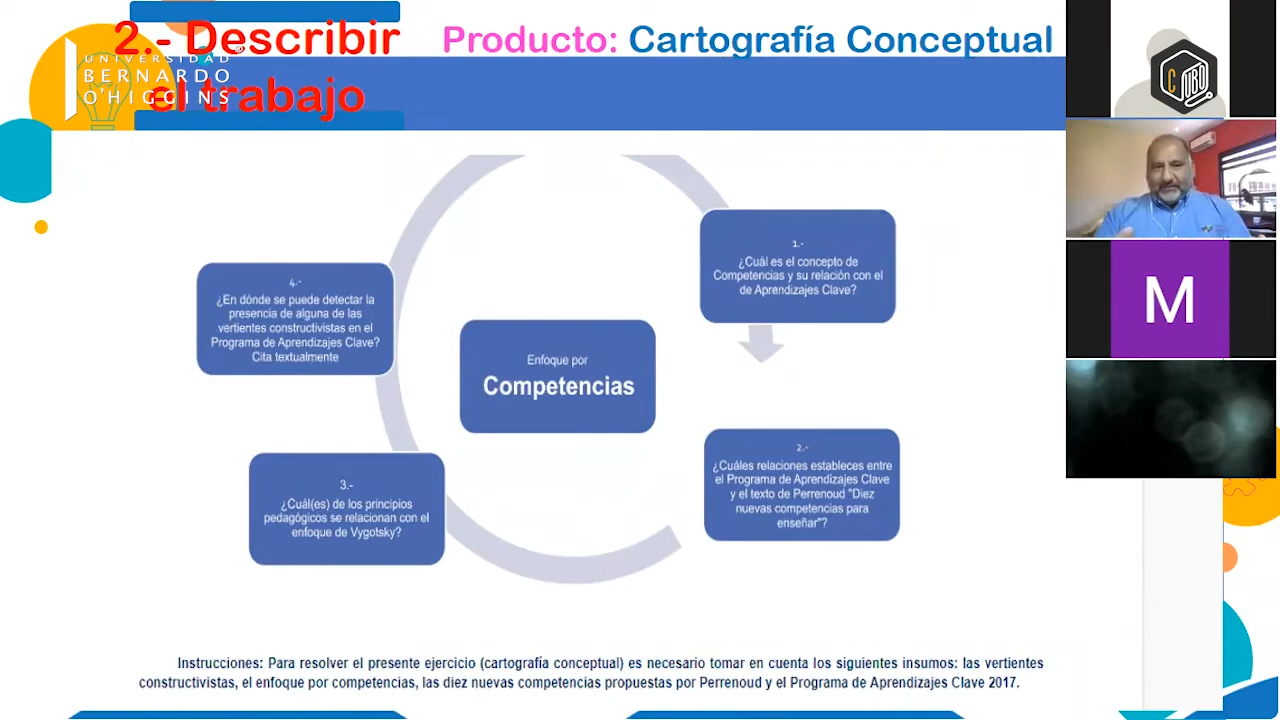 2.- Describir
el trabajo
Producto: Cartografía Conceptual
UNIVERSIDAD
BERNARDO
O'HIGGINS
1.-
¿Cuál es el concepto de
Competencias y su relación con el
de Aprendizajes Clave?
4.-
¿En dónde se puede detectar la
presencia de alguna de las
vertientes constructivistas en el
Programa de Aprendizajes Clave?
Cita textualmente
Enfoque por
Competencias
2.-
¿Cuáles relaciones estableces entre
el Programa de Aprendizajes Clave
y el texto de Perrenoud "Diez
nuevas competencias para
enseñar"?
3.-
¿Cuál(es) de los principios
pedagógicos se relacionan con el
enfoque de Vygotsky?
Instrucciones: Para resolver el presente ejercicio (cartografía conceptual) es necesario tomar en cuenta los siguientes insumos: las vertientes
constructivistas, el enfoque por competencias, las diez nuevas competencias propuestas por Perrenoud y el Programa de Aprendizajes Clave 2017.
M